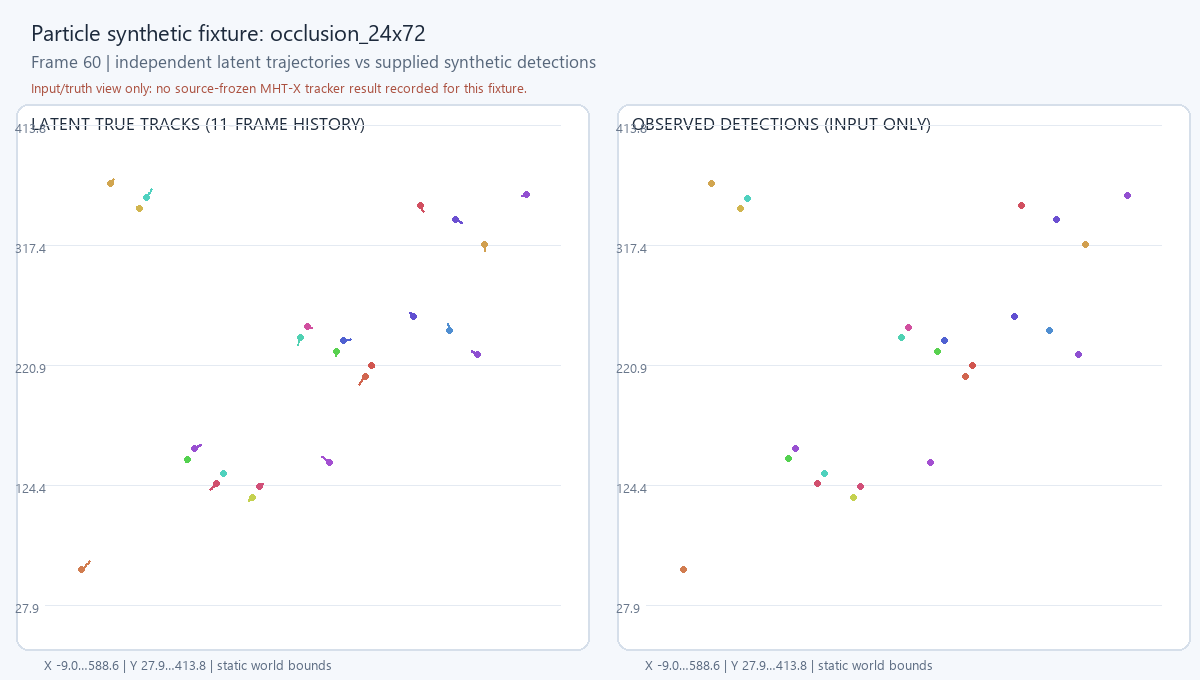 Particle synthetic fixture: occlusion_24x72
Frame 60 | independent latent trajectories vs supplied synthetic detections
Input/truth view only: no source-frozen MHT-X tracker result recorded for this fixture.
LATENT TRUE TRACKS (11-FRAME HISTORY)
413.8
317.4
220.9
124.4
27.9
X -9.0...588.6 | Y 27.9...413.8 | static world bounds
OBSERVED DETECTIONS (INPUT ONLY)
413.8
317.4
220.9
124.4
27.9
X -9.0...588.6 | Y 27.9...413.8 | static world bounds